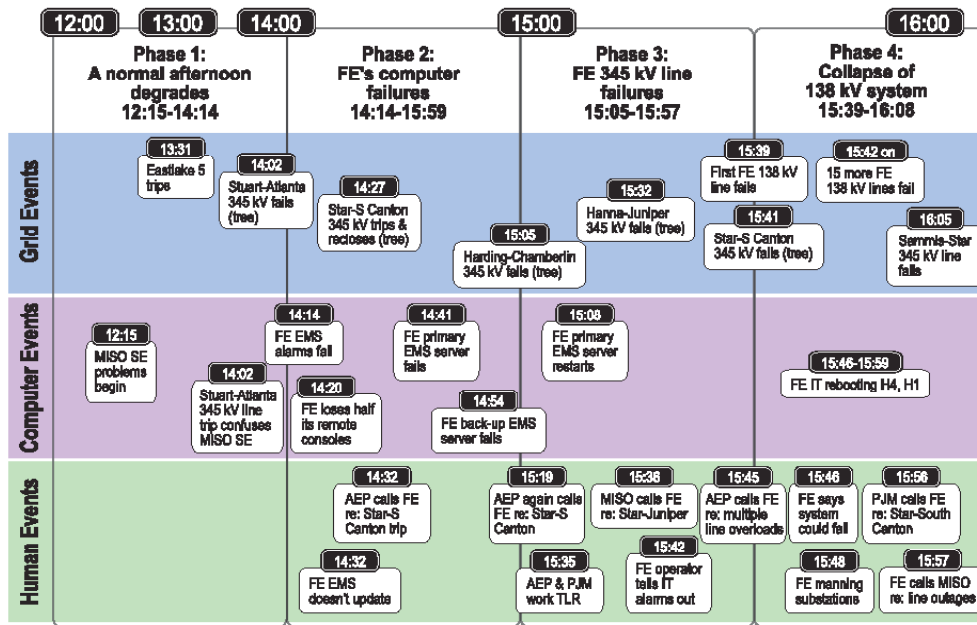 12:00
13:00
14:00
15:00
16:00
Phase 1:
A normal afternoon
degrades
12:15-14:14
Phase 2:
FE's computer
failures
14:14-15:59
Phase 3:
FE 345 kV line
failures
15:05-15:57
Phase 4:
Collapse of
138 kV system
15:39-16:08
Grid Events
13:31
Eastlake 5
trips
14:02
Stuart-Atlanta
345 kV fails
(tree)
14:27
Star-S Canton
345 kV trips &
recloses (tree)
15:05
Harding-Chamberlin
345 kV fails (tree)
15:32
Hanna-Juniper
345 kV falls (tree)
15:39
First FE 138 kV
line fails
15:41
Star-S Canton
345 kV fails (tree)
15:42 on
15 more FE
138 kV lines fail
16:05
Sammis-Star
345 kV line
fails
Computer Events
12:15
MISO SE
problems
begin
14:02
Stuart-Atlanta
345 kV line
trip confuses
MISO SE
14:14
FE EMS
alarms fail
14:20
FE loses half
its remote
consoles
14:41
FE primary
EMS server
fails
14:54
FE back-up EMS
server fails
15:08
FE primary
EMS server
restarts
15:46-15:59
FE IT rebooting H4, H1
Human Events
14:32
AEP calls FE
re: Star-S
Canton trip
14:32
FE EMS
doesn't update
15:19
AEP again calls
FE re: Star-S
Canton
15:35
AEP & PJM
work TLR
15:36
MISO calls FE
re: Star-Juniper
15:42
FE operator
tells IT
alarms out
15:45
AEP calls FE
re: multiple
line overloads
15:46
FE says
system
could fail
15:48
FE manning
substations
15:56
PJM calls FE
re: Star-South
Canton
15:57
FE calls MISO
re: line outages